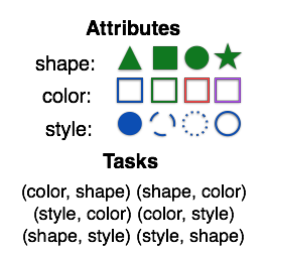 Attributes
shape:
color:
style:
Tasks
(color, shape) (shape, color)
(style, color) (color, style)
(shape, style) (style, shape)